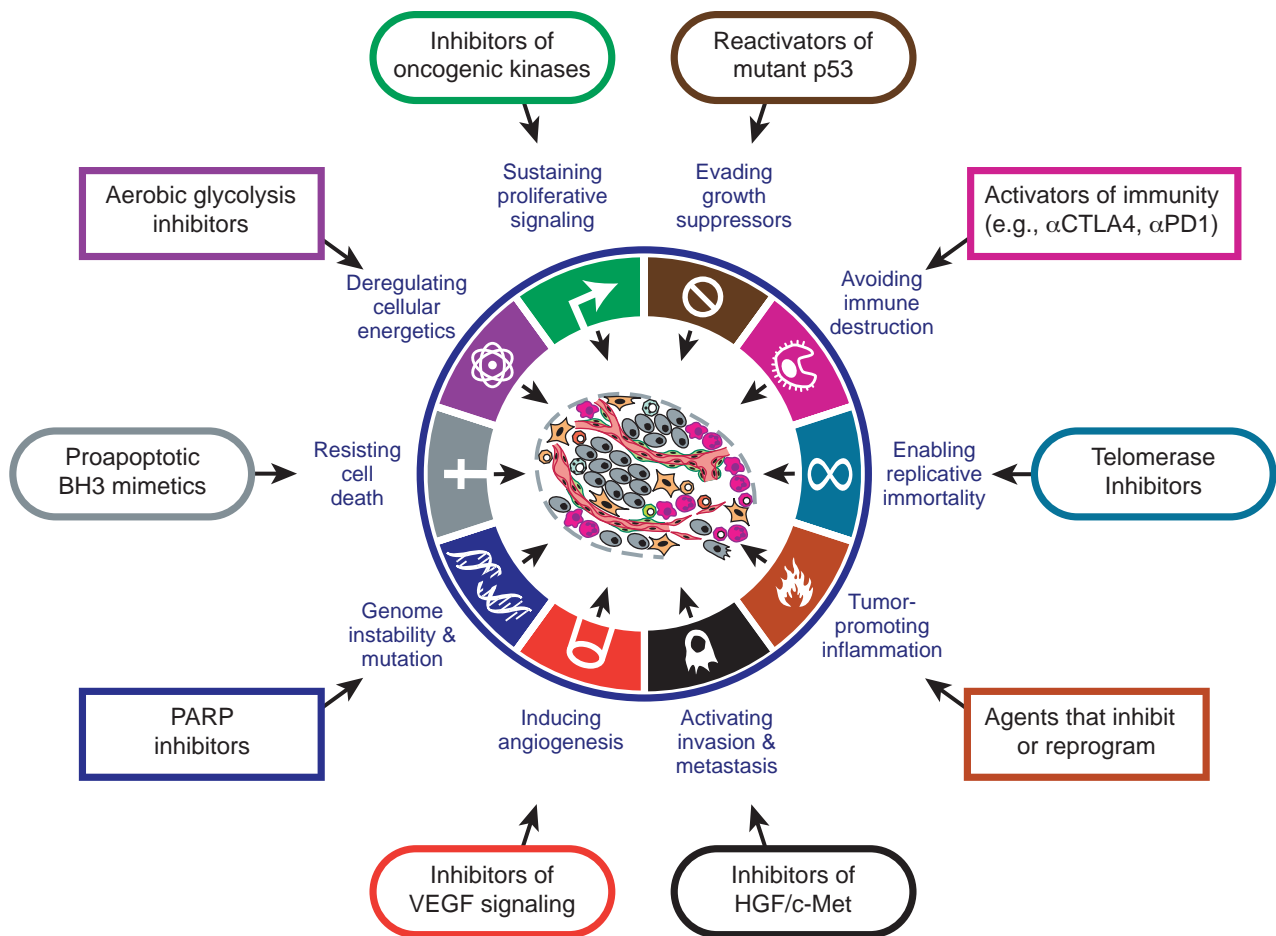 Inhibitors of
oncogenic kinases
Reactivators of
mutant p53
Sustaining
proliferative
signaling
Evading
growth
suppressors
Aerobic glycolysis
inhibitors
Activators of immunity
(e.g., αCTLA4, αPD1)
Deregulating
cellular
energetics
Avoiding
immune
destruction
Proapoptotic
BH3 mimetics
Resisting
cell
death
Enabling
replicative
immortality
Telomerase
Inhibitors
Genome
instability &
mutation
Tumor-
promoting
inflammation
PARP
inhibitors
Inducing
angiogenesis
Activating
invasion &
metastasis
Agents that inhibit
or reprogram
Inhibitors of
VEGF signaling
Inhibitors of
HGF/c-Met